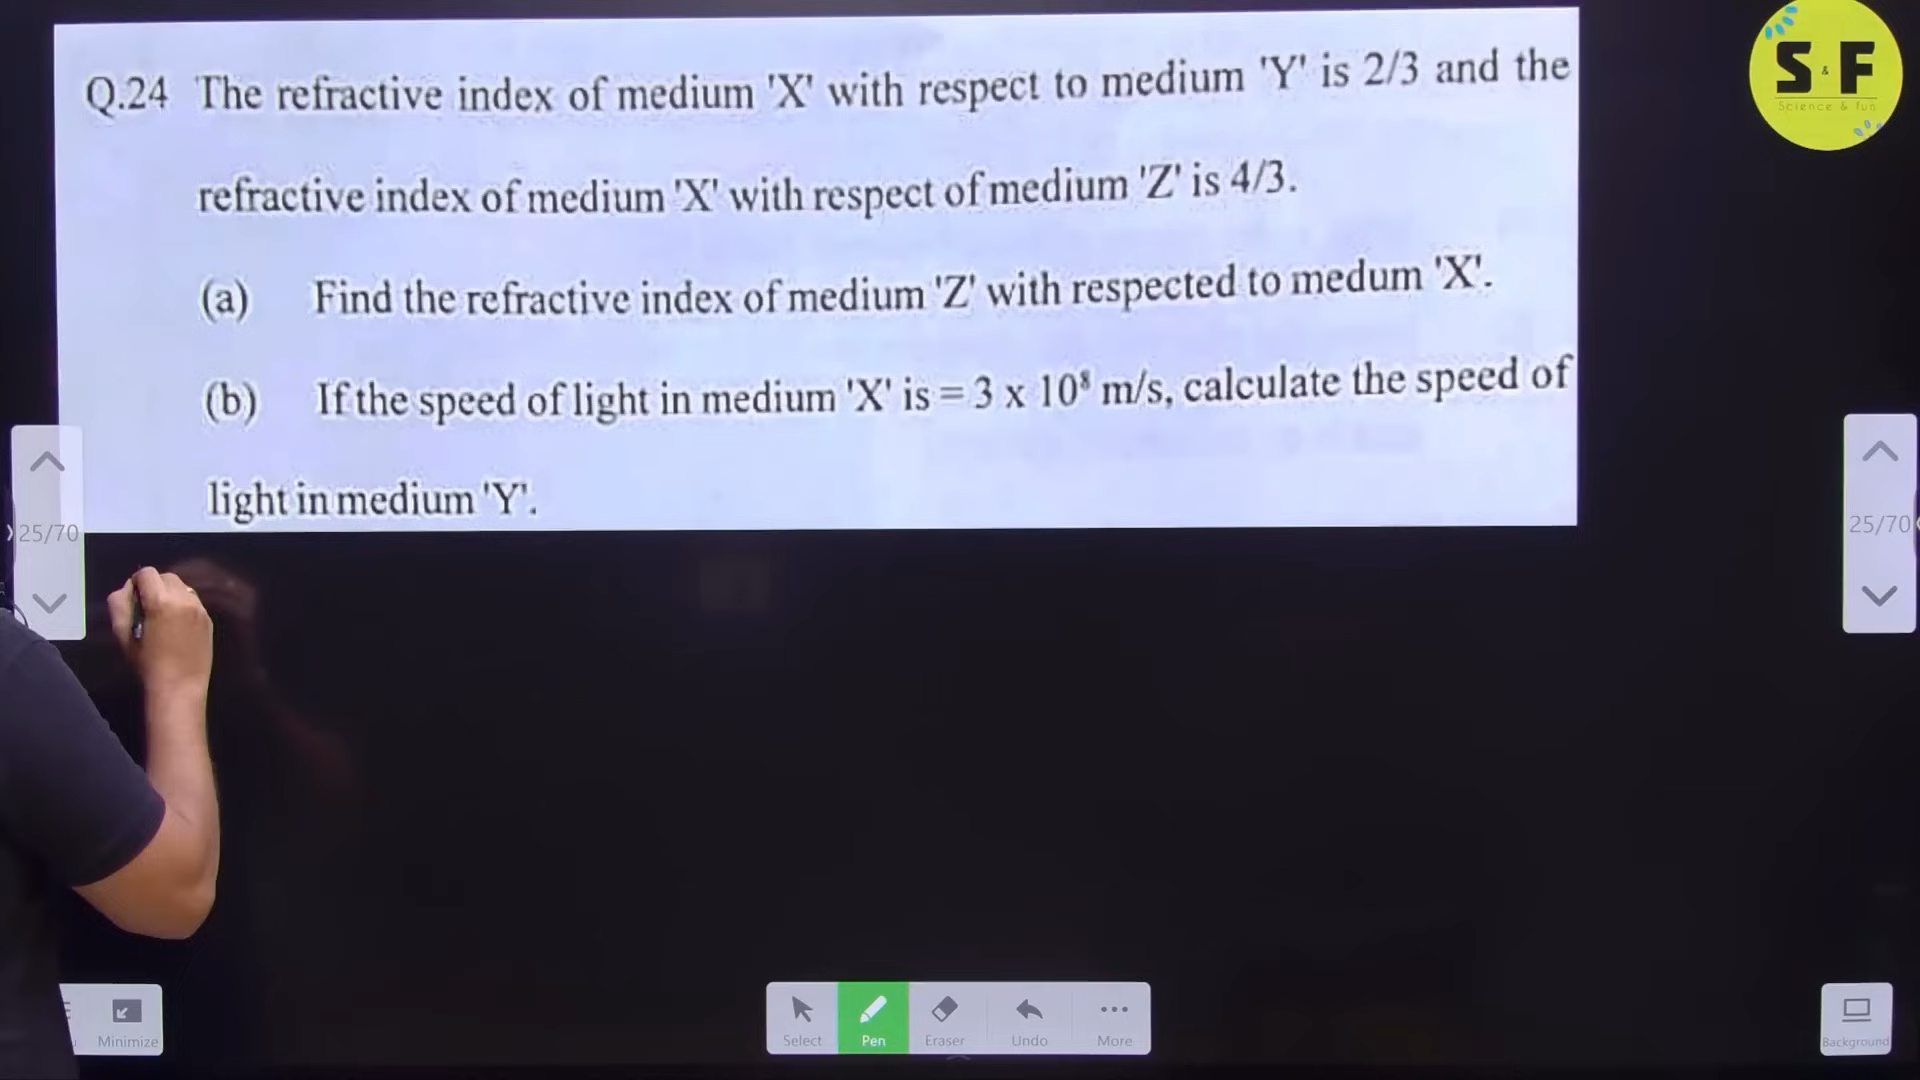 Q.24 The refractive index of medium 'X' with respect to medium 'Y' is 2/3 and the
refractive index of medium 'X' with respect of medium 'Z' is 4/3.
(a) Find the refractive index of medium 'Z' with respected to medum 'X'.
(b) If the speed of light in medium 'X' is = 3 x 10⁸ m/s, calculate the speed of
light in medium 'Y'.
S & F
Science & fun
25/70
25/70
Minimize
Select
Pen
Eraser
Undo
More
Background